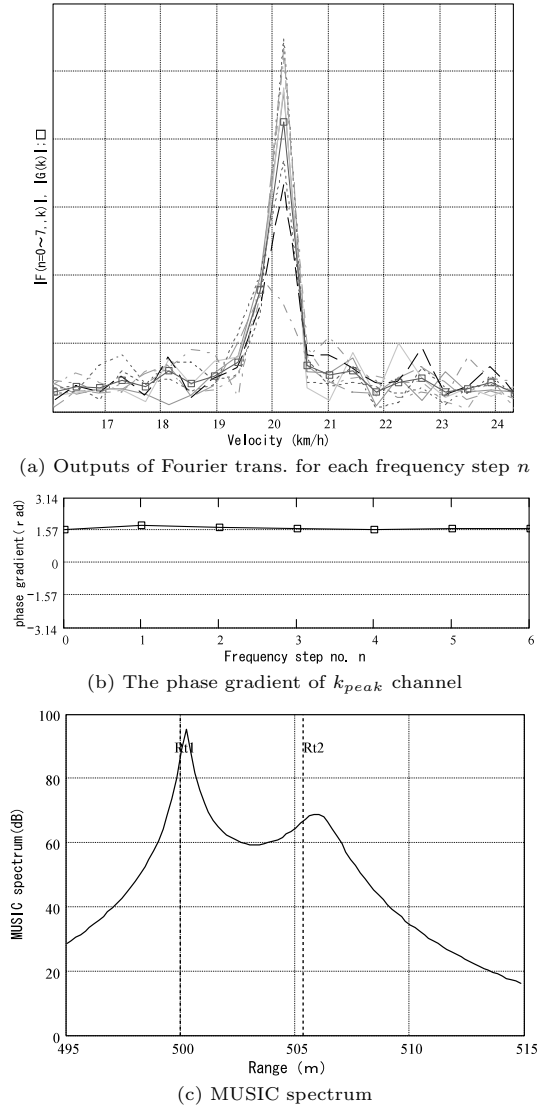 |F(n=0~7, k)|, |G(k)|:□
17 18 19 20 21 22 23 24
Velocity (km/h)
(a) Outputs of Fourier trans. for each frequency step n
phase gradient(rad)
3.14
1.57
0
-1.57
-3.14
0 1 2 3 4 5 6
Frequency step no. n
(b) The phase gradient of k_peak channel
MUSIC spectrum(dB)
100
80
60
40
20
0
Rt1 Rt2
495 500 505 510 515
Range (m)
(c) MUSIC spectrum